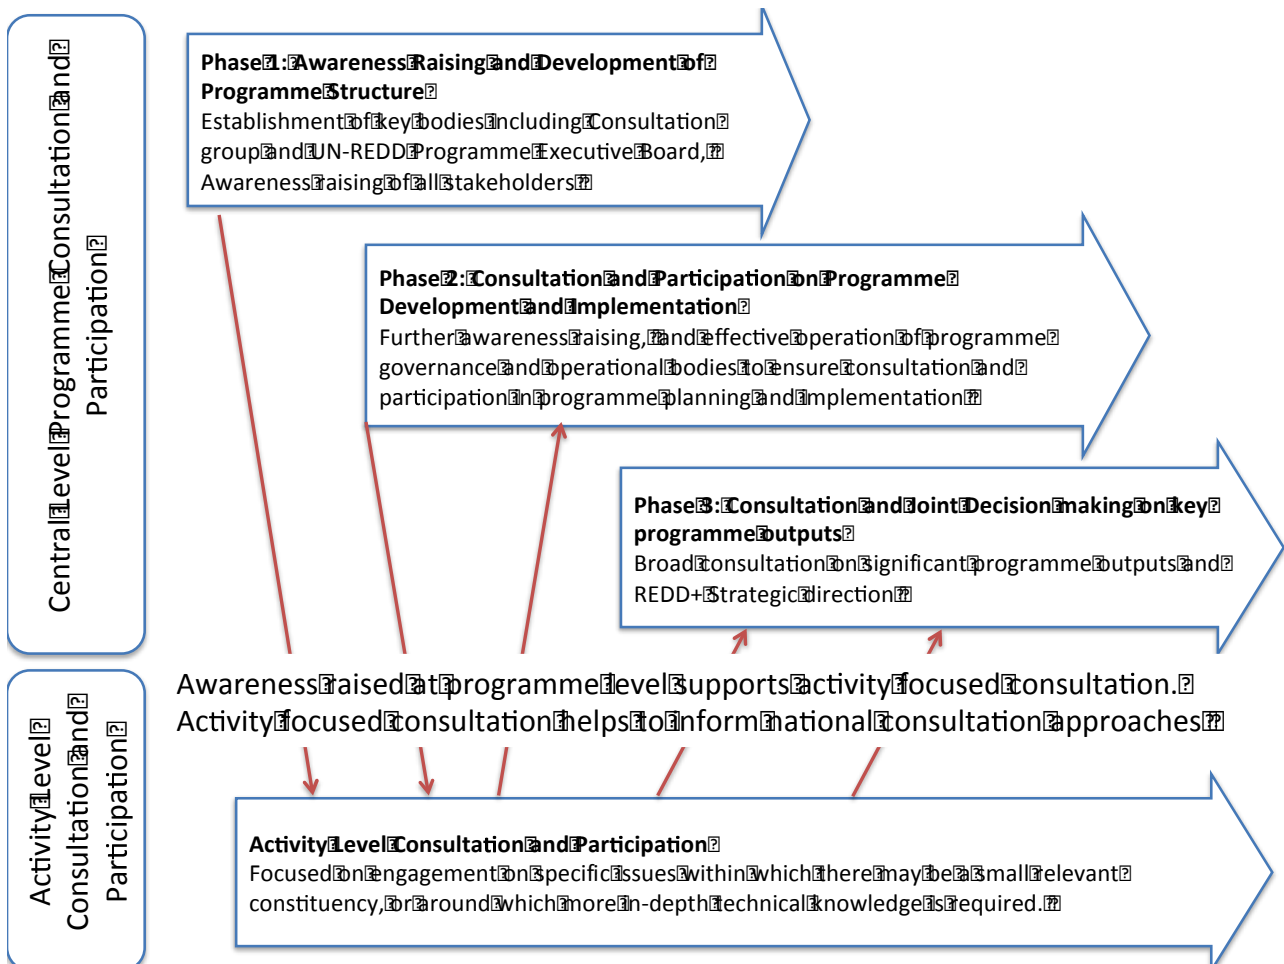 Central Level Programme Consultation and
Participation
Phase 1: Awareness Raising and Development of
Programme Structure
Establishment of key bodies including Consultation
group and UN-REDD Programme Executive Board,
Awareness raising of all stakeholders
Phase 2: Consultation and Participation on Programme
Development and Implementation
Further awareness raising, and effective operation of programme
governance and operational bodies to ensure consultation and
participation in programme planning and implementation
Phase 3: Consultation and Joint Decision making on key
programme outputs
Broad consultation on significant programme outputs and
REDD+ Strategic direction
Awareness raised at programme level supports activity focused consultation.
Activity focused consultation helps to inform national consultation approaches
Activity Level
Consultation and
Participation
Activity Level Consultation and Participation
Focused on engagement on specific issues within which there may be a small relevant
constituency, or around which more in-depth technical knowledge is required.